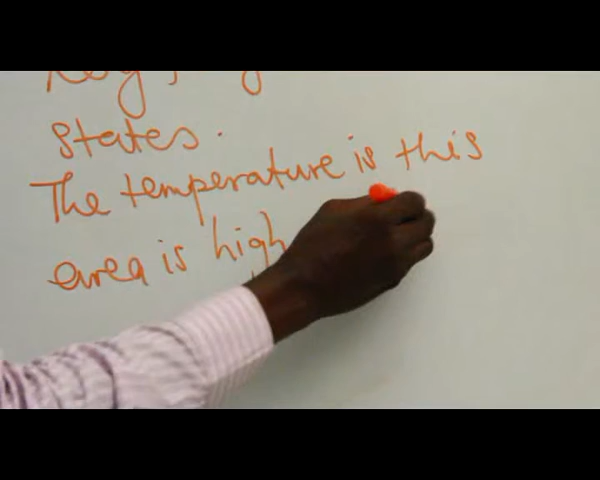 states.
The temperature is this
area is high